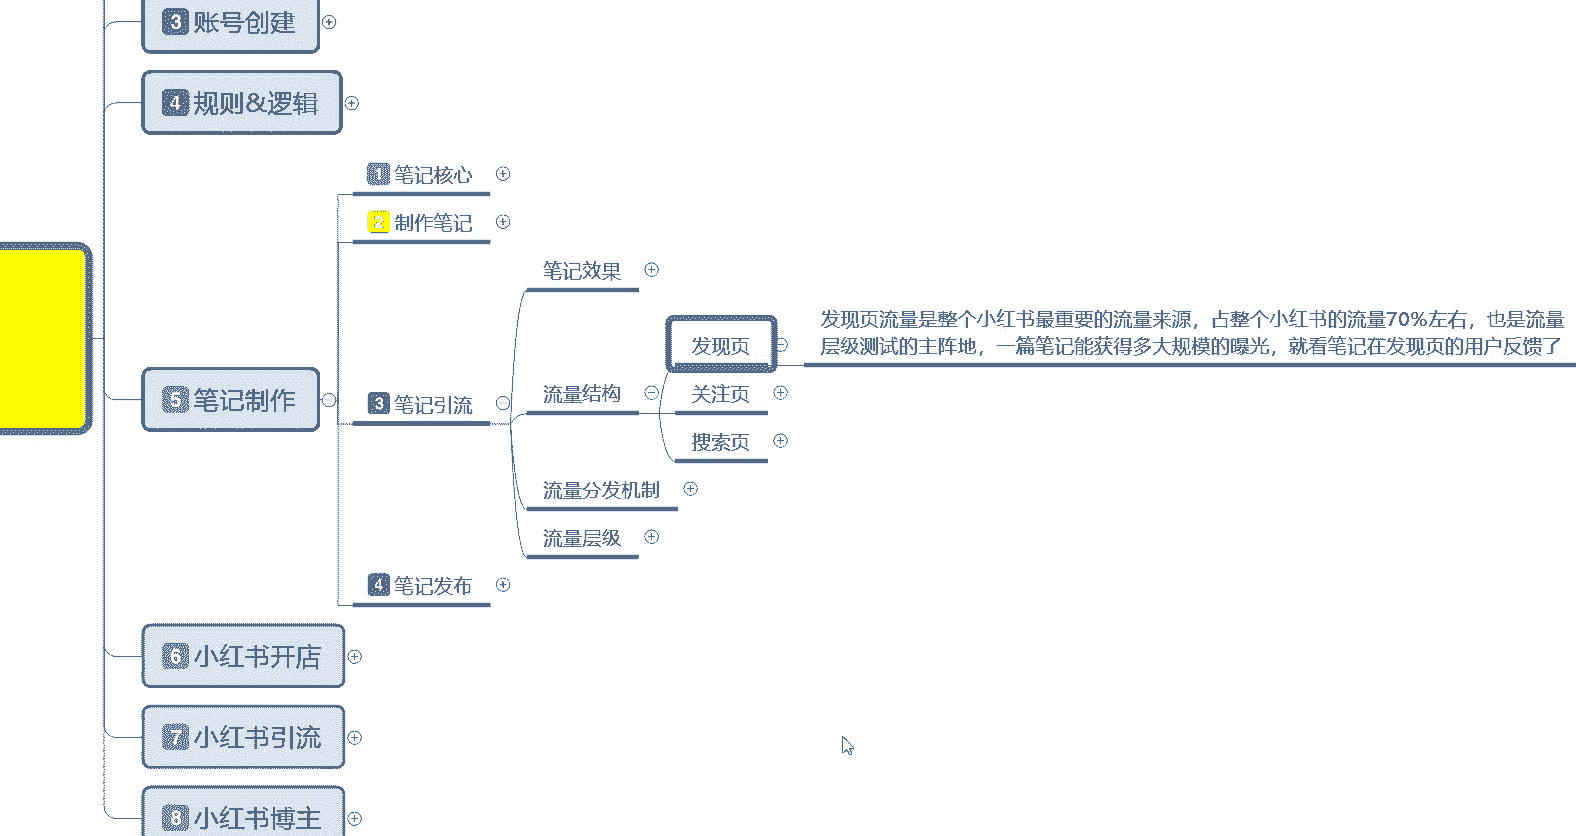 3 账号创建
4 规则&逻辑
1 笔记核心
2 制作笔记
笔记效果
发现页流量是整个小红书最重要的流量来源，占整个小红书的流量70%左右，也是流量
层级测试的主阵地，一篇笔记能获得多大规模的曝光，就看笔记在发现页的用户反馈了
发现页
流量结构
关注页
5 笔记制作
3 笔记引流
搜索页
流量分发机制
流量层级
4 笔记发布
6 小红书开店
7 小红书引流
8 小红书博主